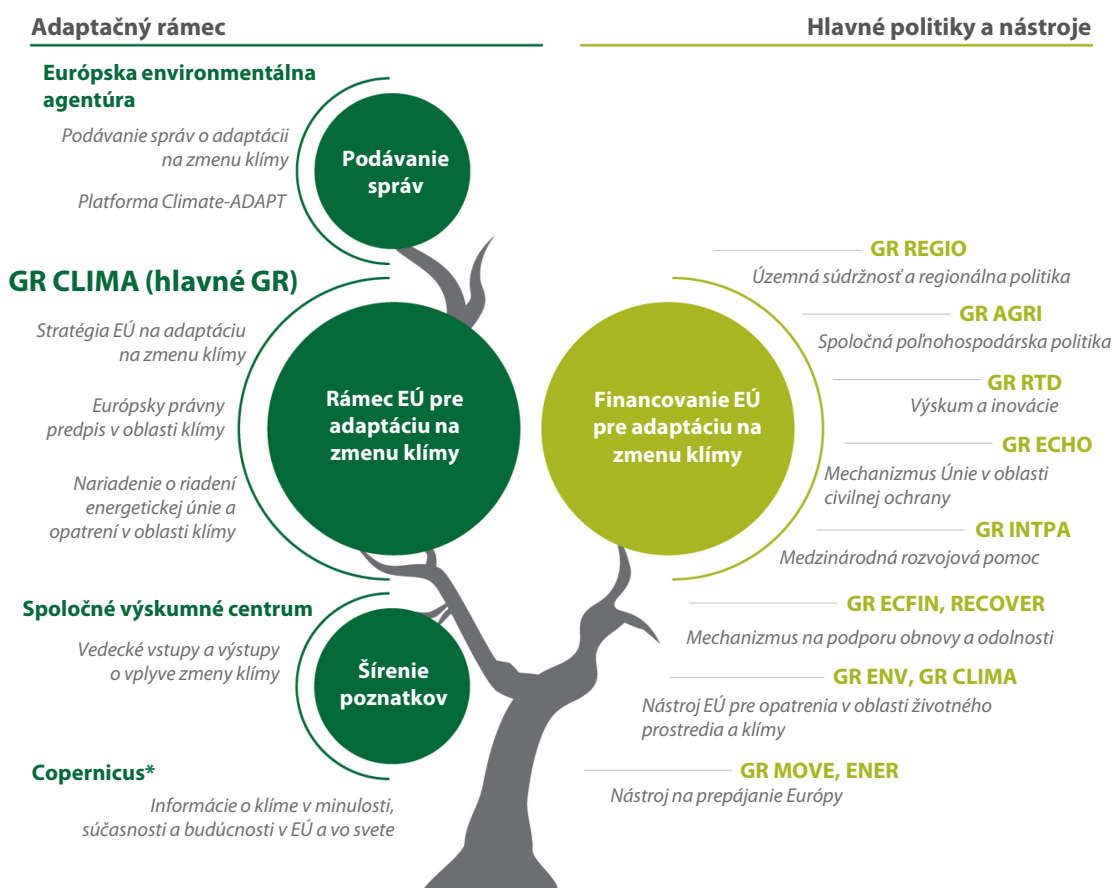 Adaptačný rámec
Európska environmentálna
agentúra
Podávanie správ o adaptácii
na zmenu klímy
Platforma Climate-ADAPT
Podávanie
správ
GR CLIMA (hlavné GR)
Stratégia EÚ na adaptáciu
na zmenu klímy
Európsky právny
predpis v oblasti klímy
Nariadenie o riadení
energetickej únie a
opatrení v oblasti klímy
Rámec EÚ pre
adaptáciu na
zmenu klímy
Spoločné výskumné centrum
Vedecké vstupy a výstupy
o vplyve zmeny klímy
Šírenie
poznatkov
Copernicus*
Informácie o klíme v minulosti,
súčasnosti a budúcnosti v EÚ a vo svete
Hlavné politiky a nástroje
Financovanie EÚ
pre adaptáciu na
zmenu klímy
GR REGIO
Územná súdržnosť a regionálna politika
GR AGRI
Spoločná poľnohospodárska politika
GR RTD
Výskum a inovácie
GR ECHO
Mechanizmus Únie v oblasti
civilnej ochrany
GR INTPA
Medzinárodná rozvojová pomoc
GR ECFIN, RECOVER
Mechanizmus na podporu obnovy a odolnosti
GR ENV, GR CLIMA
Nástroj EÚ pre opatrenia v oblasti životného
prostredia a klímy
GR MOVE, ENER
Nástroj na prepájanie Európy